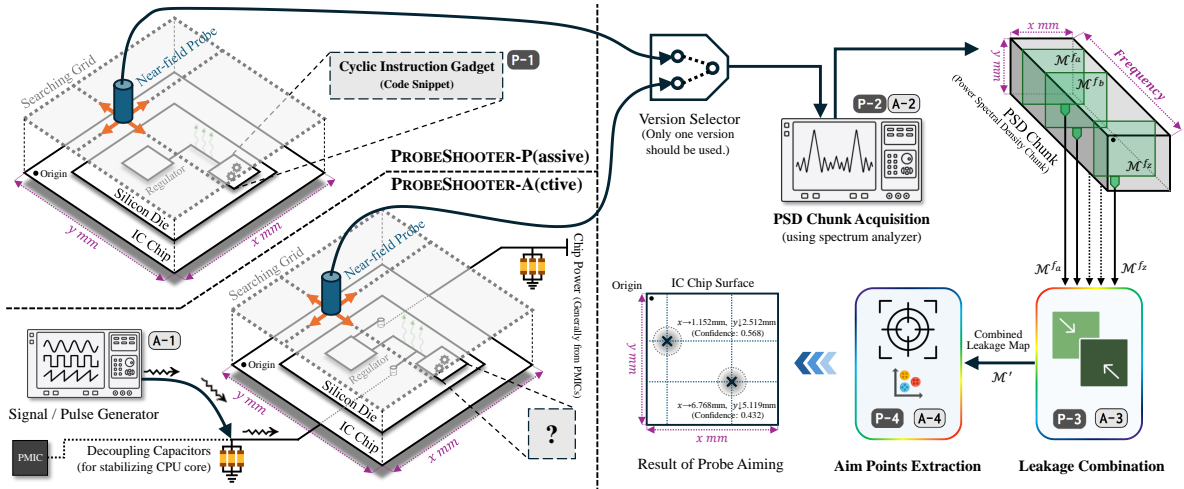 Searching Grid
Near-field Probe
Cyclic Instruction Gadget
(Code Snippet)
P-1
Regulator
Origin
Silicon Die
IC Chip
y mm
x mm
PROBESHOOTER-P(assive)
PROBESHOOTER-A(ctive)
Searching Grid
Near-field Probe
Regulator
Origin
Silicon Die
IC Chip
y mm
x mm
Chip Power (Generally from PMICs)
?
A-1
Signal / Pulse Generator
PMIC
Decoupling Capacitors
(for stabilizing CPU core)
Version Selector
(Only one version
should be used.)
P-2 A-2
PSD Chunk Acquisition
(using spectrum analyzer)
x mm
y mm
Frequency
ℳ^fa
ℳ^fb
ℳ^fz
PSD Chunk
(Power Spectral Density Chunk)
ℳ^fa
ℳ^fz
P-3 A-3
Leakage Combination
Combined
Leakage Map
ℳ′
P-4 A-4
Aim Points Extraction
Origin
IC Chip Surface
x→1.152mm, y↓2.512mm
(Confidence: 0.568)
x→6.768mm, y↓5.119mm
(Confidence: 0.432)
y mm
x mm
Result of Probe Aiming